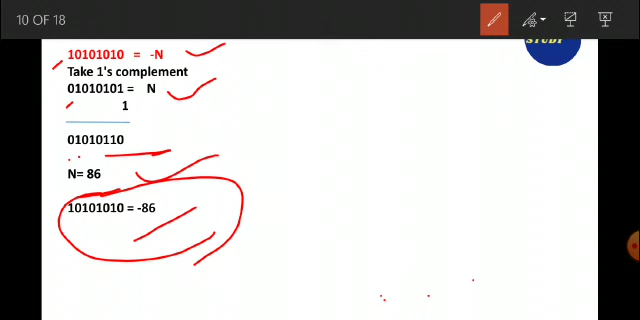 10 OF 18
STUDY
10101010 = -N
Take 1's complement
01010101 = N
1
01010110
N= 86
10101010 = -86